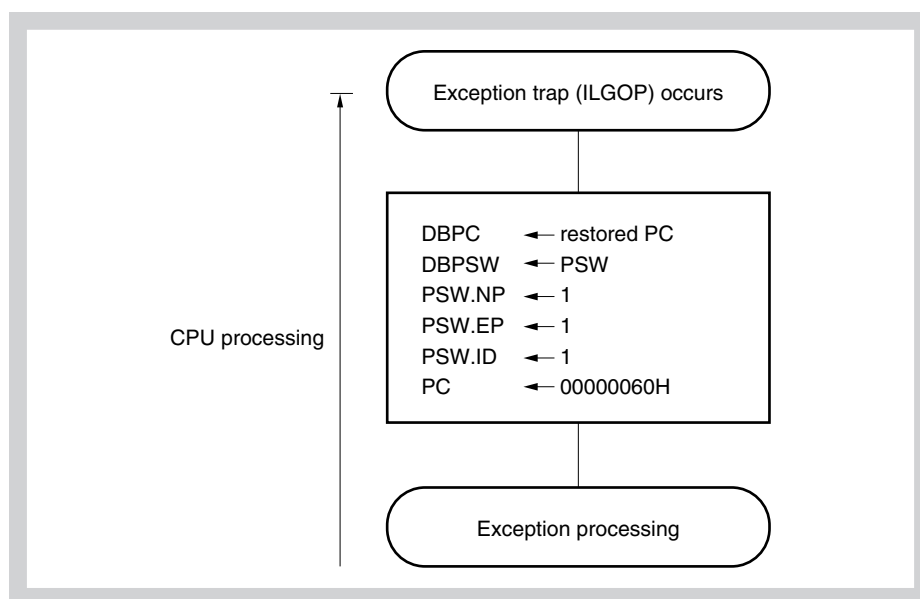 Exception trap (ILGOP) occurs
DBPC ← restored PC
DBPSW ← PSW
PSW.NP ← 1
PSW.EP ← 1
PSW.ID ← 1
PC ← 00000060H
CPU processing
Exception processing